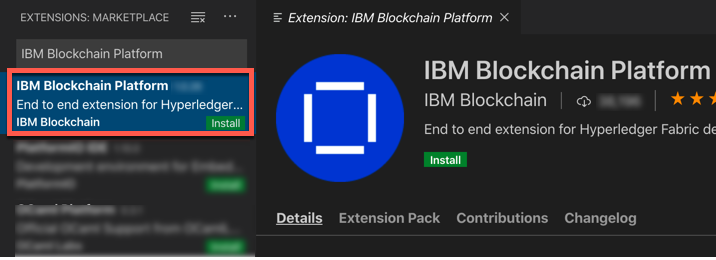 EXTENSIONS: MARKETPLACE
IBM Blockchain Platform
IBM Blockchain Platform
End to end extension for Hyperledger...
IBM Blockchain
Install
Extension: IBM Blockchain Platform
IBM Blockchain Platform
IBM Blockchain
End to end extension for Hyperledger Fabric de
Install
Details
Extension Pack
Contributions
Changelog